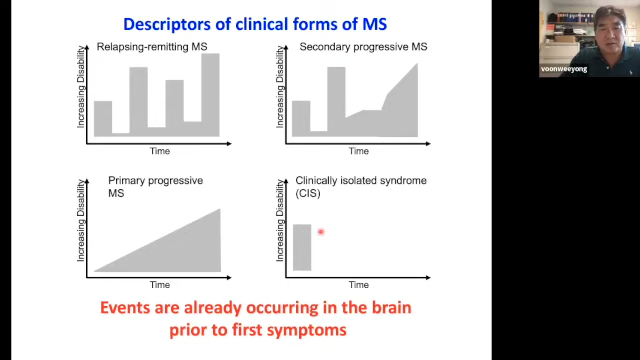 Descriptors of clinical forms of MS
Relapsing-remitting MS
Increasing Disability
Time
Secondary progressive MS
Increasing Disability
Time
Primary progressive
MS
Increasing Disability
Time
Clinically isolated syndrome
(CIS)
Increasing Disability
Time
Events are already occurring in the brain
prior to first symptoms
voonweeyong